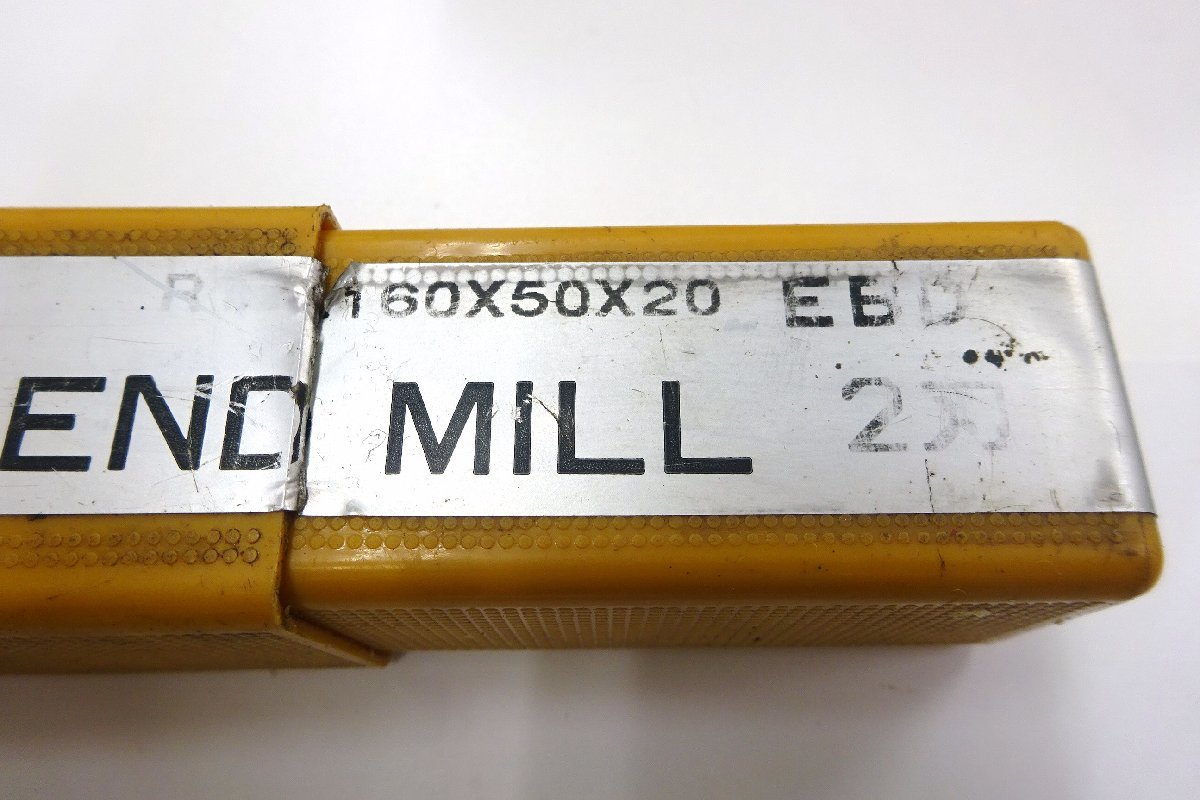 R 160X50X20 EBD
END MILL 2刃